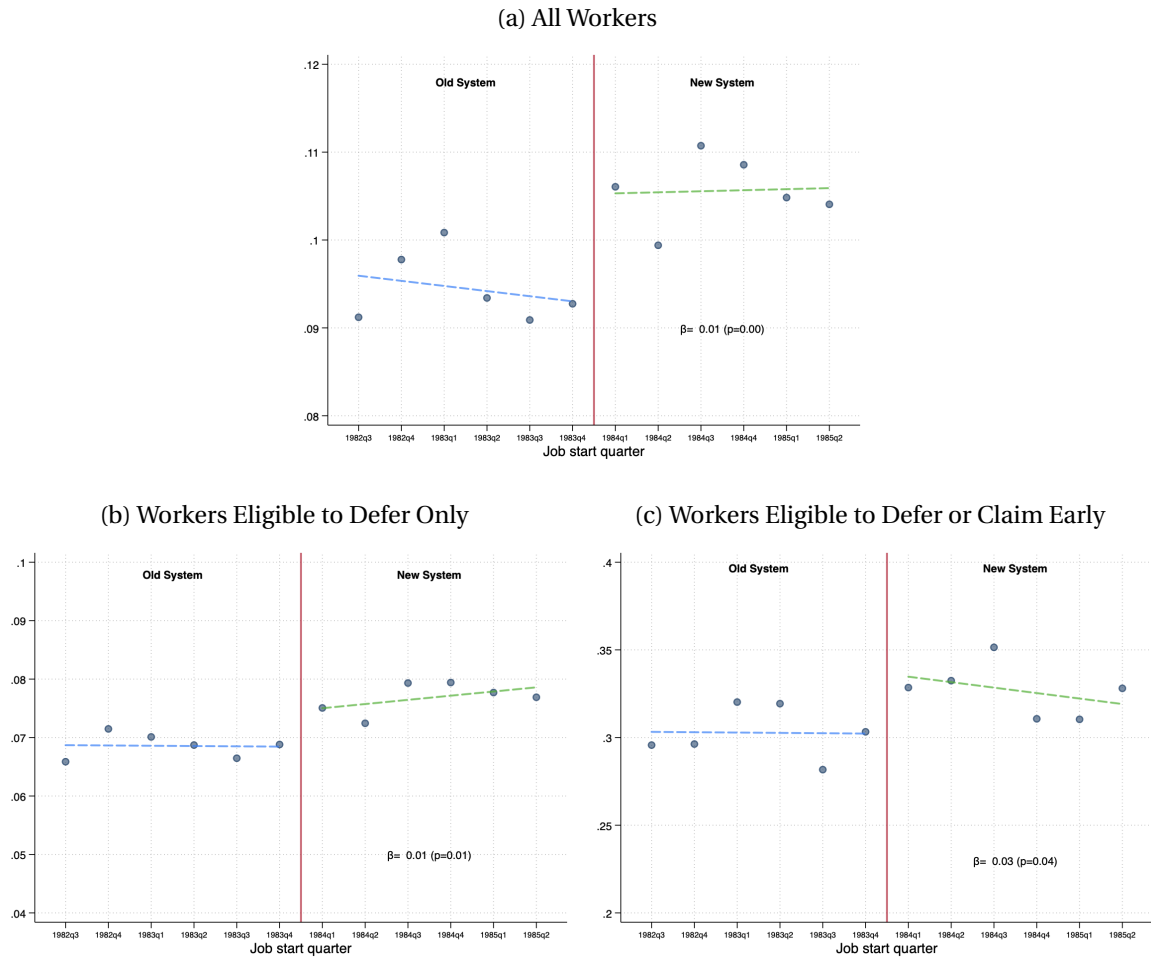 (a) All Workers
.12
.11
.1
.09
.08
Old System
New System
β= 0.01 (p=0.00)
1982q3 1982q4 1983q1 1983q2 1983q3 1983q4 1984q1 1984q2 1984q3 1984q4 1985q1 1985q2
Job start quarter
(b) Workers Eligible to Defer Only
.1
.09
.08
.07
.06
.05
.04
Old System
New System
β= 0.01 (p=0.01)
1982q3 1982q4 1983q1 1983q2 1983q3 1983q4 1984q1 1984q2 1984q3 1984q4 1985q1 1985q2
Job start quarter
(c) Workers Eligible to Defer or Claim Early
.4
.35
.3
.25
.2
Old System
New System
β= 0.03 (p=0.04)
1982q3 1982q4 1983q1 1983q2 1983q3 1983q4 1984q1 1984q2 1984q3 1984q4 1985q1 1985q2
Job start quarter